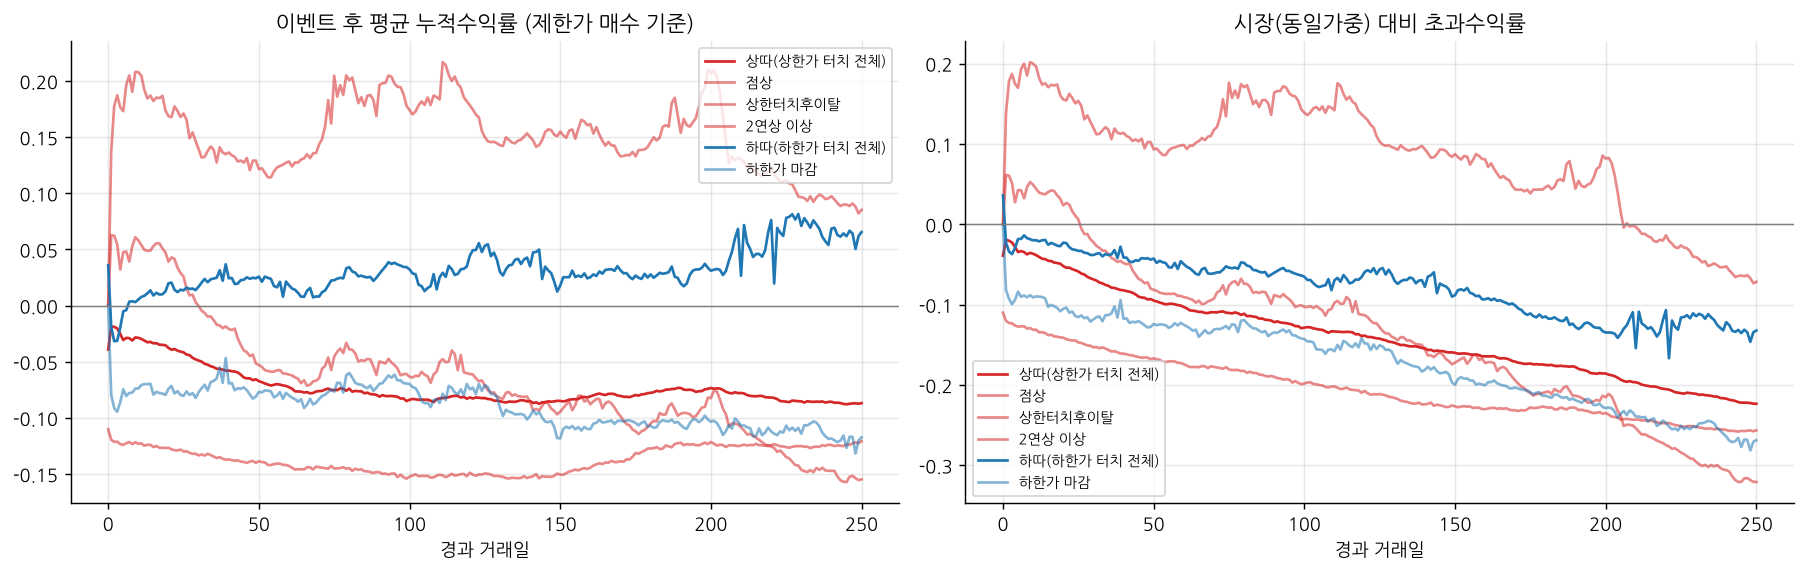 이벤트 후 평균 누적수익률 (제한가 매수 기준)
0.20
0.15
0.10
0.05
0.00
-0.05
-0.10
-0.15
0
50
100
150
200
250
경과 거래일
상따(상한가 터치 전체)
점상
상한터치후이탈
2연상 이상
하따(하한가 터치 전체)
하한가 마감
시장(동일가중) 대비 초과수익률
0.2
0.1
0.0
-0.1
-0.2
-0.3
0
50
100
150
200
250
경과 거래일
상따(상한가 터치 전체)
점상
상한터치후이탈
2연상 이상
하따(하한가 터치 전체)
하한가 마감